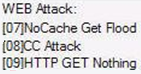 WEB Attack:
[07]NoCache Get Flood
[08]CC Attack
[09]HTTP GET Nothing